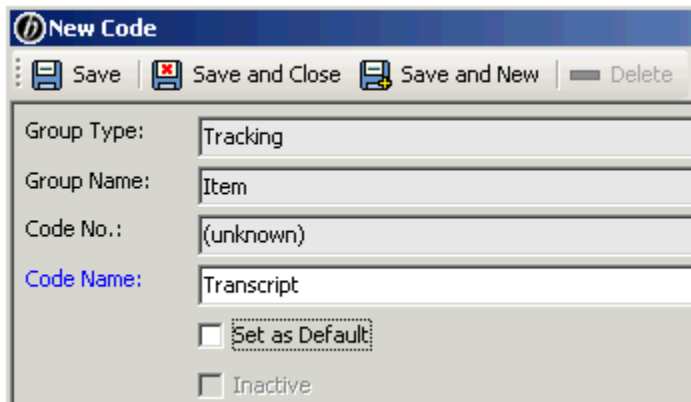 New Code
Save Save and Close Save and New Delete
Group Type: Tracking
Group Name: Item
Code No.: (unknown)
Code Name: Transcript
Set as Default
Inactive